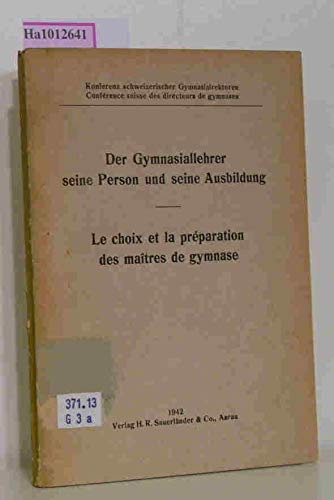 Ha1012641
Konferenz schweizerischer Gymnasialrektoren
Conférence suisse des directeurs de gymnases
Der Gymnasiallehrer
seine Person und seine Ausbildung
Le choix et la préparation
des maîtres de gymnase
371.13
G 3 a
1942
Verlag H. R. Sauerländer & Co., Aarau